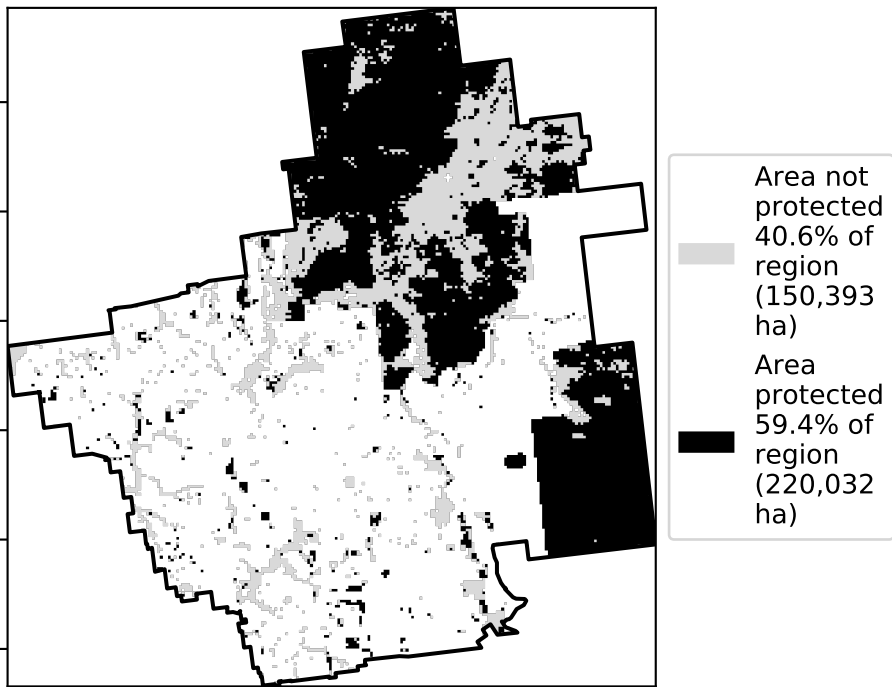 Area not
protected
40.6% of
region
(150,393
ha)
Area
protected
59.4% of
region
(220,032
ha)